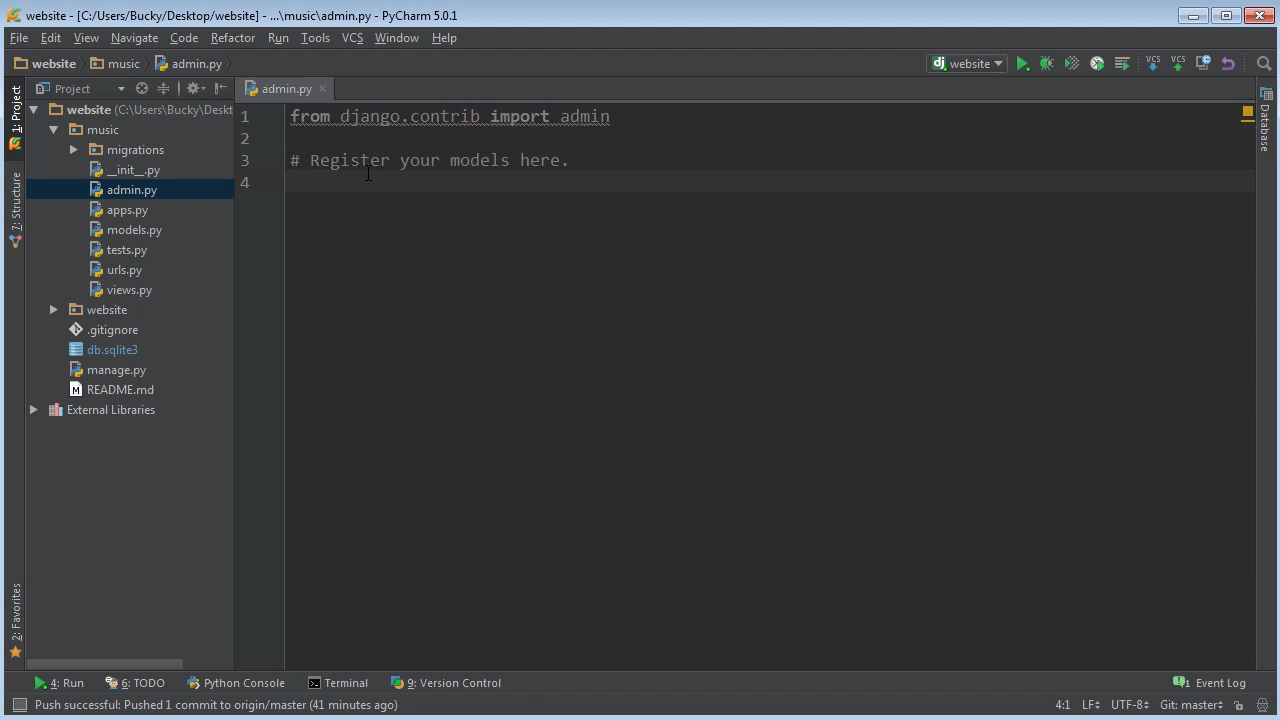 website - [C:/Users/Bucky/Desktop/website] - ...\music\admin.py - PyCharm 5.0.1
File Edit View Navigate Code Refactor Run Tools VCS Window Help
website music admin.py
dj website VCS VCS
1: Project
7: Structure
2: Favorites
Project
website (C:\Users\Bucky\Deskt
music
migrations
__init__.py
admin.py
apps.py
models.py
tests.py
urls.py
views.py
website
.gitignore
db.sqlite3
manage.py
M README.md
External Libraries
admin.py
1 from django.contrib import admin
2
3 # Register your models here.
4
Database
4: Run 6: TODO Python Console Terminal 9: Version Control 1 Event Log
Push successful: Pushed 1 commit to origin/master (41 minutes ago) 4:1 LF UTF-8 Git: master